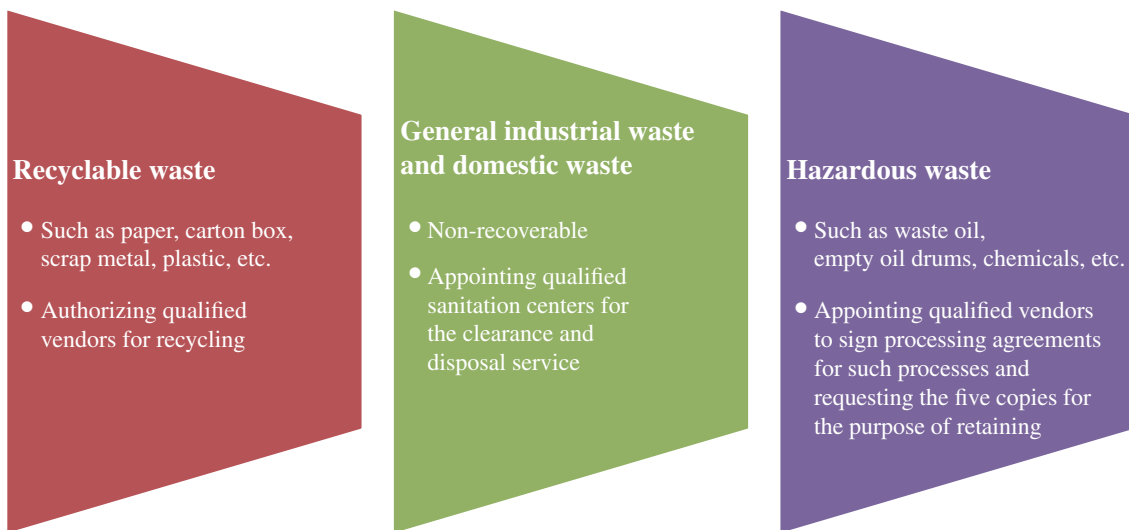 Recyclable waste
• Such as paper, carton box,
scrap metal, plastic, etc.
• Authorizing qualified
vendors for recycling
General industrial waste
and domestic waste
• Non-recoverable
• Appointing qualified
sanitation centers for
the clearance and
disposal service
Hazardous waste
• Such as waste oil,
empty oil drums, chemicals, etc.
• Appointing qualified vendors
to sign processing agreements
for such processes and
requesting the five copies for
the purpose of retaining